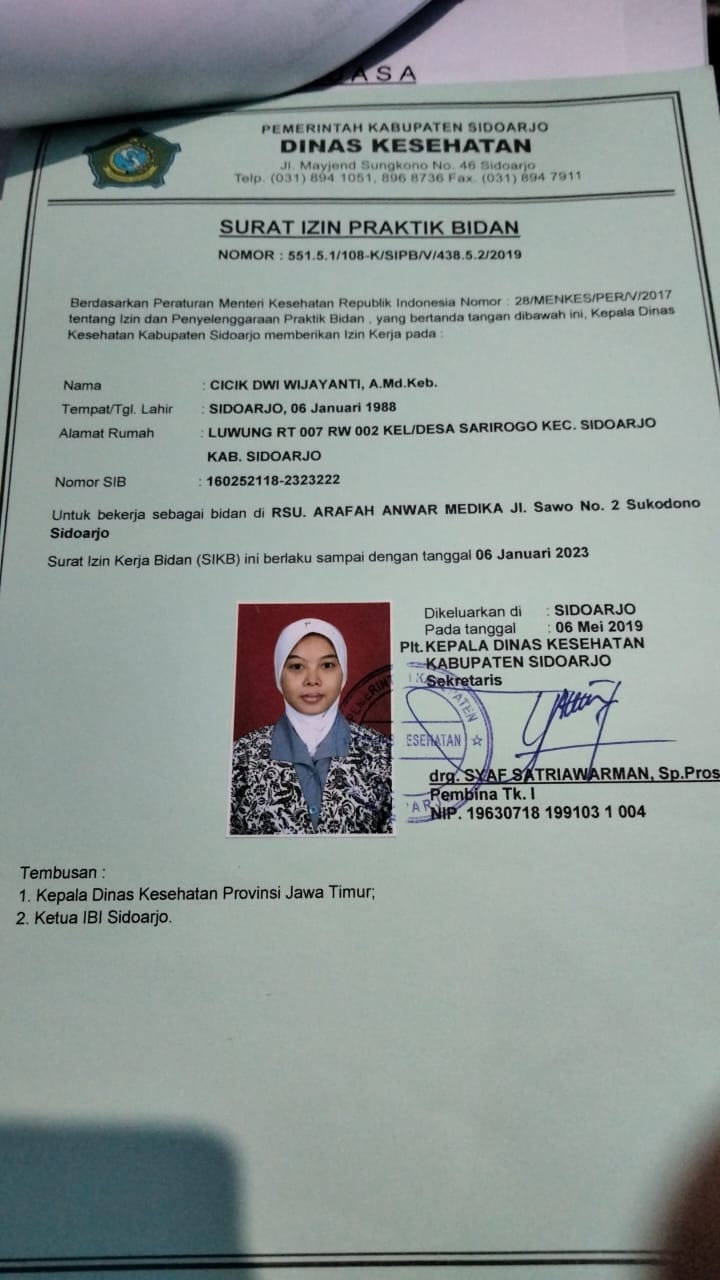 ASA
PEMERINTAH KABUPATEN SIDOARJO
DINAS KESEHATAN
Jl. Mayjend Sungkono No. 46 Sidoarjo
Telp. (031) 894 1051, 896 8736 Fax. (031) 894 7911
SURAT IZIN PRAKTIK BIDAN
NOMOR : 551.5.1/108-K/SIPB/V/438.5.2/2019
Berdasarkan Peraturan Menteri Kesehatan Republik Indonesia Nomor : 28/MENKES/PER/V/2017
tentang Izin dan Penyelenggaraan Praktik Bidan , yang bertanda tangan dibawah ini, Kepala Dinas
Kesehatan Kabupaten Sidoarjo memberikan Izin Kerja pada :
Nama : CICIK DWI WIJAYANTI, A.Md.Keb.
Tempat/Tgl. Lahir : SIDOARJO, 06 Januari 1988
Alamat Rumah : LUWUNG RT 007 RW 002 KEL/DESA SARIROGO KEC. SIDOARJO
KAB. SIDOARJO
Nomor SIB : 160252118-2323222
Untuk bekerja sebagai bidan di RSU. ARAFAH ANWAR MEDIKA Jl. Sawo No. 2 Sukodono
Sidoarjo
Surat Izin Kerja Bidan (SIKB) ini berlaku sampai dengan tanggal 06 Januari 2023
Dikeluarkan di : SIDOARJO
Pada tanggal : 06 Mei 2019
Plt. KEPALA DINAS KESEHATAN
KABUPATEN SIDOARJO
Sekretaris
drg. SYAF SATRIAWARMAN, Sp.Pros
Pembina Tk. I
NIP. 19630718 199103 1 004
Tembusan :
1. Kepala Dinas Kesehatan Provinsi Jawa Timur;
2. Ketua IBI Sidoarjo.